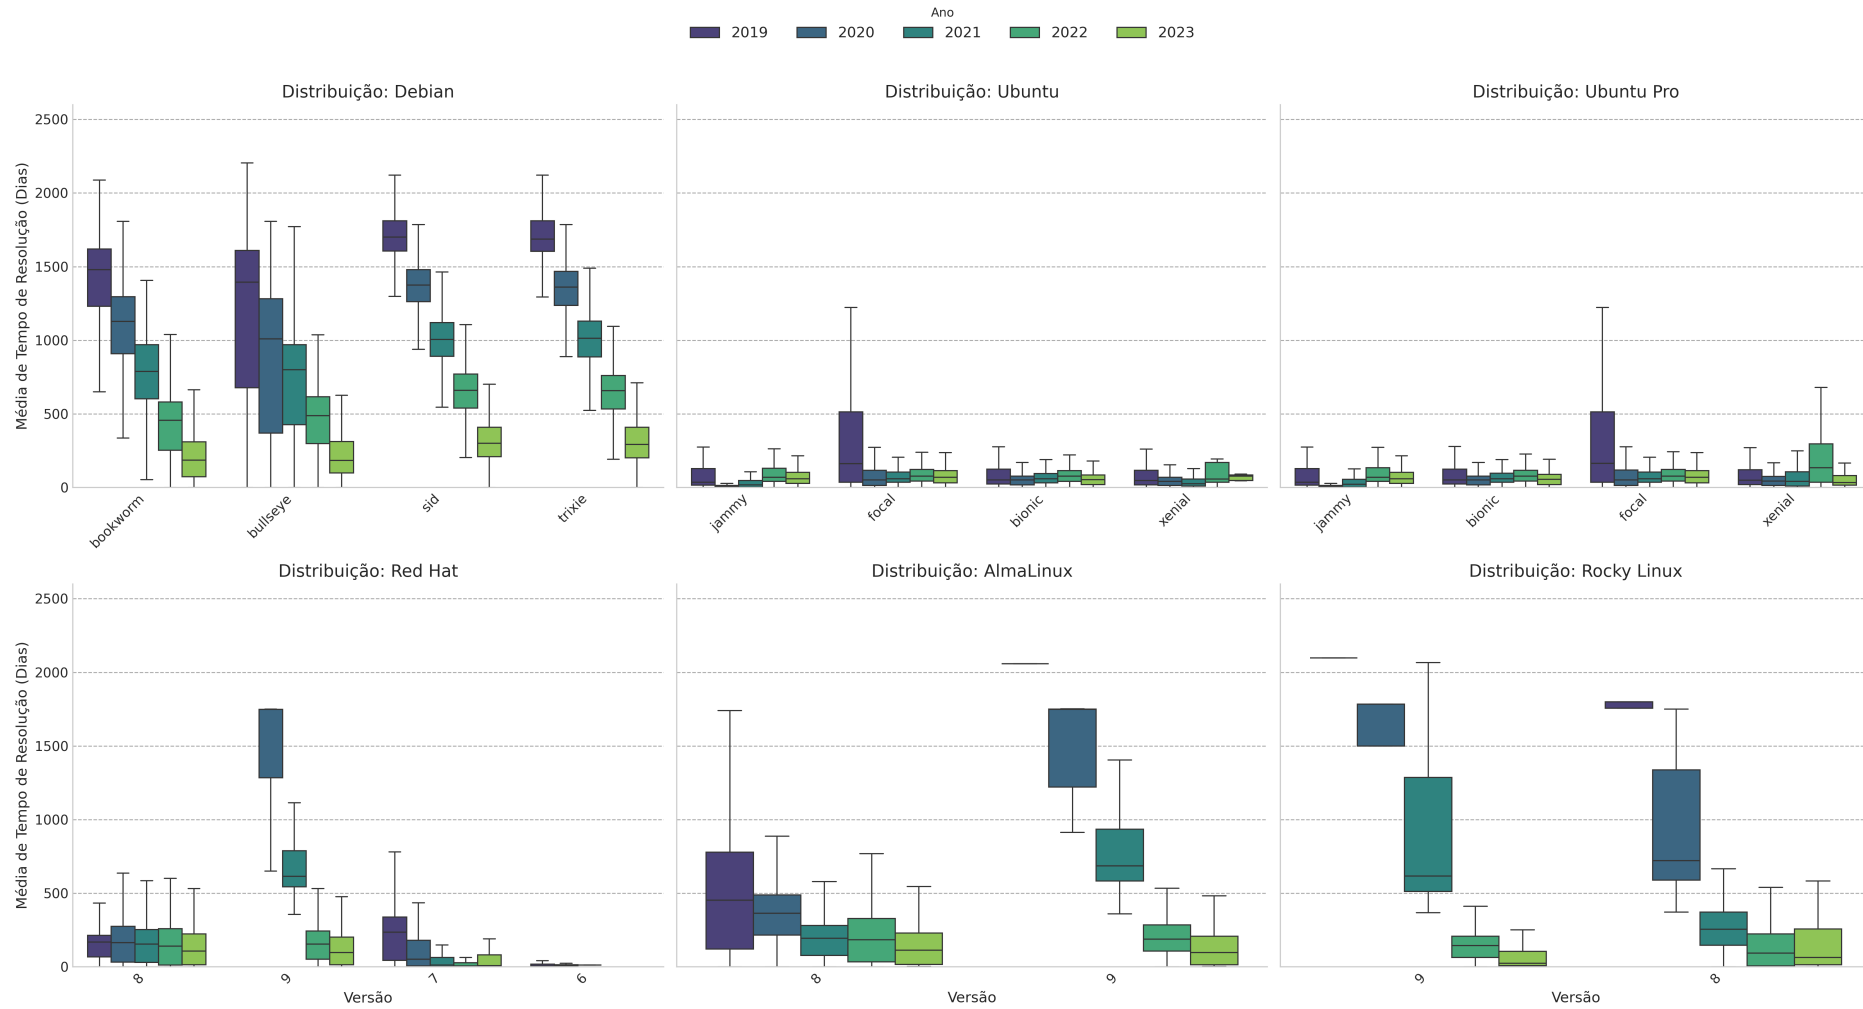 Ano
2019 2020 2021 2022 2023
Distribuição: Debian
Distribuição: Ubuntu
Distribuição: Ubuntu Pro
Média de Tempo de Resolução (Dias)
2500
2000
1500
1000
500
0
bookworm bullseye sid trixie
jammy focal bionic xenial
jammy bionic focal xenial
Distribuição: Red Hat
Distribuição: AlmaLinux
Distribuição: Rocky Linux
Média de Tempo de Resolução (Dias)
2500
2000
1500
1000
500
0
8 9 7 6
8 9
9 8
Versão
Versão
Versão